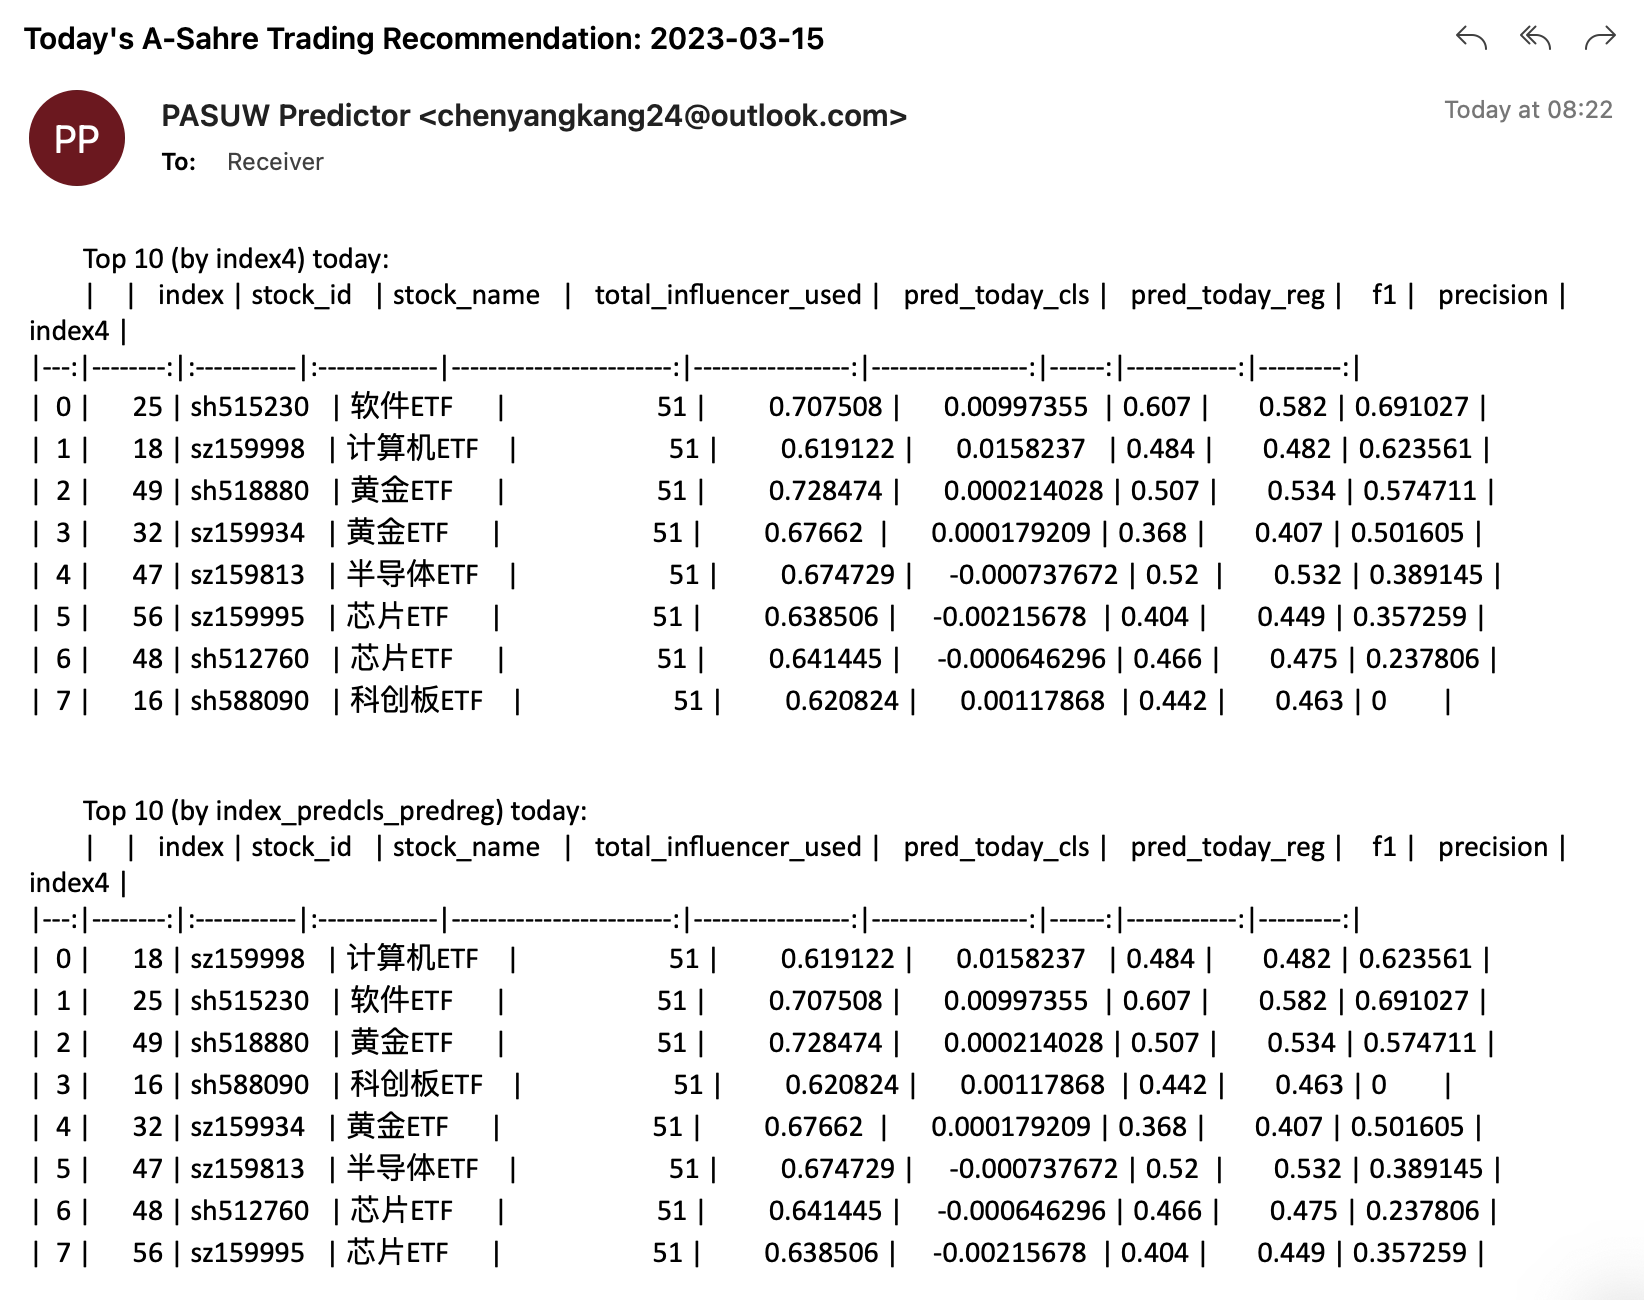 Today's A-Sahre Trading Recommendation: 2023-03-15
PP
PASUW Predictor <chenyangkang24@outlook.com>
Today at 08:22
To: Receiver
Top 10 (by index4) today:
| | index | stock_id | stock_name | total_influencer_used | pred_today_cls | pred_today_reg | f1 | precision |
index4 |
|---:|--------:|:-----------|:-------------|------------------------:|-----------------:|-----------------:|------:|------------:|---------:|
| 0 | 25 | sh515230 | 软件ETF | 51 | 0.707508 | 0.00997355 | 0.607 | 0.582 | 0.691027 |
| 1 | 18 | sz159998 | 计算机ETF | 51 | 0.619122 | 0.0158237 | 0.484 | 0.482 | 0.623561 |
| 2 | 49 | sh518880 | 黄金ETF | 51 | 0.728474 | 0.000214028 | 0.507 | 0.534 | 0.574711 |
| 3 | 32 | sz159934 | 黄金ETF | 51 | 0.67662 | 0.000179209 | 0.368 | 0.407 | 0.501605 |
| 4 | 47 | sz159813 | 半导体ETF | 51 | 0.674729 | -0.000737672 | 0.52 | 0.532 | 0.389145 |
| 5 | 56 | sz159995 | 芯片ETF | 51 | 0.638506 | -0.00215678 | 0.404 | 0.449 | 0.357259 |
| 6 | 48 | sh512760 | 芯片ETF | 51 | 0.641445 | -0.000646296 | 0.466 | 0.475 | 0.237806 |
| 7 | 16 | sh588090 | 科创板ETF | 51 | 0.620824 | 0.00117868 | 0.442 | 0.463 | 0 |
Top 10 (by index_predcls_predreg) today:
| | index | stock_id | stock_name | total_influencer_used | pred_today_cls | pred_today_reg | f1 | precision |
index4 |
|---:|--------:|:-----------|:-------------|------------------------:|-----------------:|-----------------:|------:|------------:|---------:|
| 0 | 18 | sz159998 | 计算机ETF | 51 | 0.619122 | 0.0158237 | 0.484 | 0.482 | 0.623561 |
| 1 | 25 | sh515230 | 软件ETF | 51 | 0.707508 | 0.00997355 | 0.607 | 0.582 | 0.691027 |
| 2 | 49 | sh518880 | 黄金ETF | 51 | 0.728474 | 0.000214028 | 0.507 | 0.534 | 0.574711 |
| 3 | 16 | sh588090 | 科创板ETF | 51 | 0.620824 | 0.00117868 | 0.442 | 0.463 | 0 |
| 4 | 32 | sz159934 | 黄金ETF | 51 | 0.67662 | 0.000179209 | 0.368 | 0.407 | 0.501605 |
| 5 | 47 | sz159813 | 半导体ETF | 51 | 0.674729 | -0.000737672 | 0.52 | 0.532 | 0.389145 |
| 6 | 48 | sh512760 | 芯片ETF | 51 | 0.641445 | -0.000646296 | 0.466 | 0.475 | 0.237806 |
| 7 | 56 | sz159995 | 芯片ETF | 51 | 0.638506 | -0.00215678 | 0.404 | 0.449 | 0.357259 |